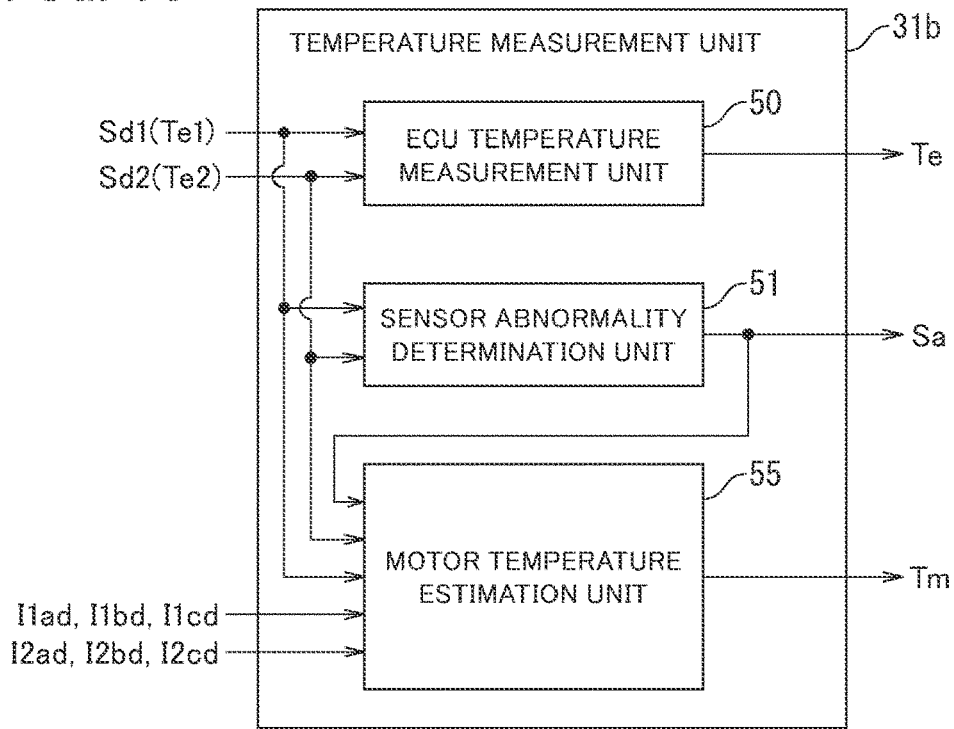 TEMPERATURE MEASUREMENT UNIT
31b
Sd1(Te1)
Sd2(Te2)
50
ECU TEMPERATURE
MEASUREMENT UNIT
Te
51
SENSOR ABNORMALITY
DETERMINATION UNIT
Sa
55
MOTOR TEMPERATURE
ESTIMATION UNIT
Tm
I1ad, I1bd, I1cd
I2ad, I2bd, I2cd